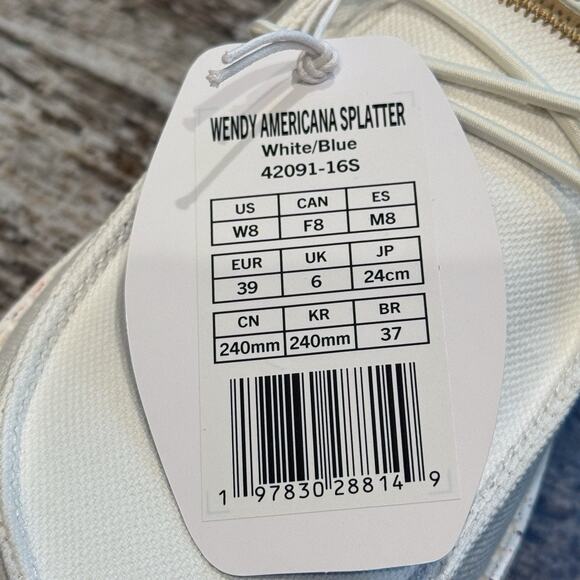 WENDY AMERICANA SPLATTER
White/Blue
42091-16S
US CAN ES
W8 F8 M8
EUR UK JP
39 6 24cm
CN KR BR
240mm 240mm 37
1 97830 28814 9